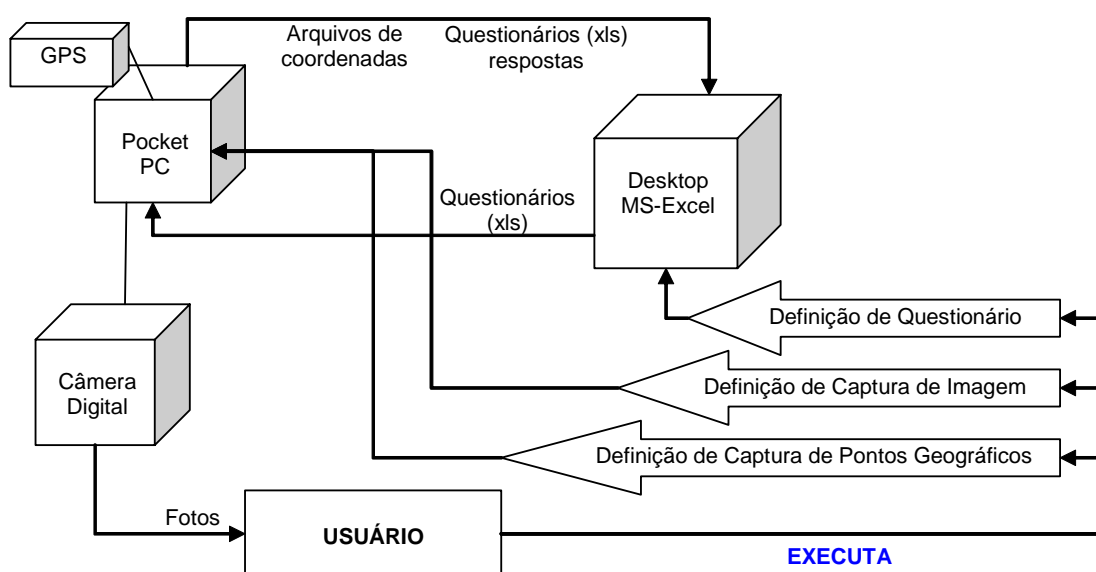 GPS
Arquivos de
coordenadas
Questionários (xls)
respostas
Pocket
PC
Desktop
MS-Excel
Questionários
(xls)
Definição de Questionário
Câmera
Digital
Definição de Captura de Imagem
Definição de Captura de Pontos Geográficos
Fotos
USUÁRIO
EXECUTA